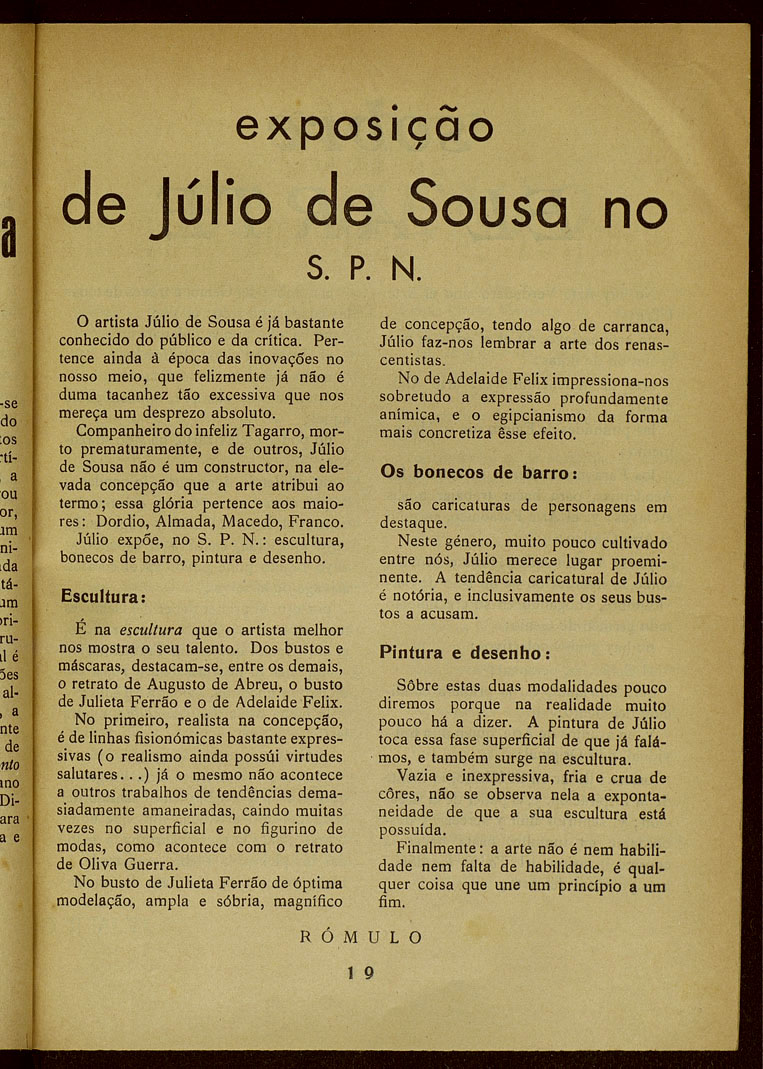 exposição
de Júlio de Sousa no
S. P. N.
O artista Júlio de Sousa é já bastante
conhecido do público e da crítica. Per-
tence ainda à época das inovações no
nosso meio, que felizmente já não é
duma tacanhez tão excessiva que nos
mereça um desprezo absoluto.
Companheiro do infeliz Tagarro, mor-
to prematuramente, e de outros, Júlio
de Sousa não é um constructor, na ele-
vada concepção que a arte atribui ao
termo; essa glória pertence aos maio-
res: Dordio, Almada, Macedo, Franco.
Júlio expõe, no S. P. N.: escultura,
bonecos de barro, pintura e desenho.
Escultura:
É na escultura que o artista melhor
nos mostra o seu talento. Dos bustos e
máscaras, destacam-se, entre os demais,
o retrato de Augusto de Abreu, o busto
de Julieta Ferrão e o de Adelaide Felix.
No primeiro, realista na concepção,
é de linhas fisionómicas bastante expres-
sivas (o realismo ainda possúi virtudes
salutares...) já o mesmo não acontece
a outros trabalhos de tendências dema-
siadamente amaneiradas, caindo muitas
vezes no superficial e no figurino de
modas, como acontece com o retrato
de Oliva Guerra.
No busto de Julieta Ferrão de óptima
modelação, ampla e sóbria, magnífico
de concepção, tendo algo de carranca,
Júlio faz-nos lembrar a arte dos renas-
centistas.
No de Adelaide Felix impressiona-nos
sobretudo a expressão profundamente
anímica, e o egipcianismo da forma
mais concretiza êsse efeito.
Os bonecos de barro:
são caricaturas de personagens em
destaque.
Neste género, muito pouco cultivado
entre nós, Júlio merece lugar proemi-
nente. A tendência caricatural de Júlio
é notória, e inclusivamente os seus bus-
tos a acusam.
Pintura e desenho:
Sôbre estas duas modalidades pouco
diremos porque na realidade muito
pouco há a dizer. A pintura de Júlio
toca essa fase superficial de que já falá-
mos, e também surge na escultura.
Vazia e inexpressiva, fria e crua de
côres, não se observa nela a exponta-
neidade de que a sua escultura está
possuída.
Finalmente: a arte não é nem habili-
dade nem falta de habilidade, é qual-
quer coisa que une um princípio a um
fim.
RÓMULO
19